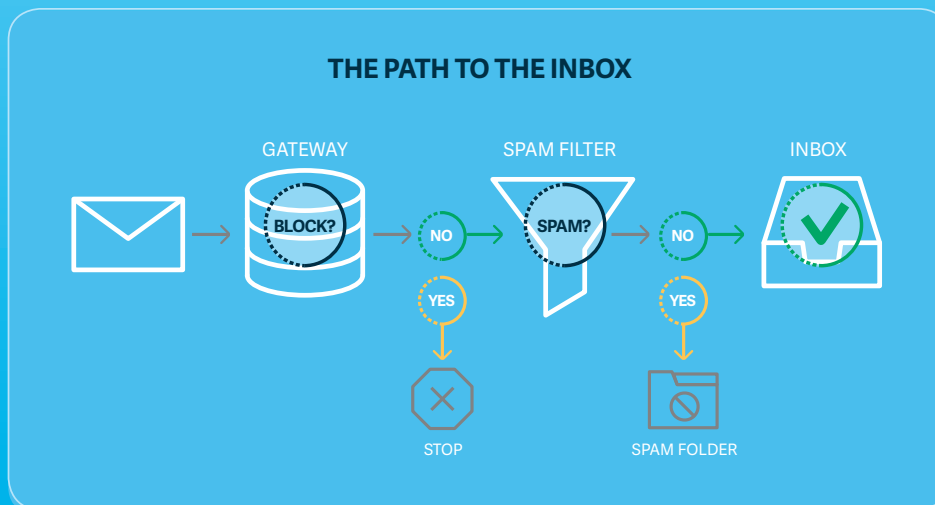 THE PATH TO THE INBOX
GATEWAY
SPAM FILTER
INBOX
BLOCK?
NO
SPAM?
NO
YES
YES
STOP
SPAM FOLDER